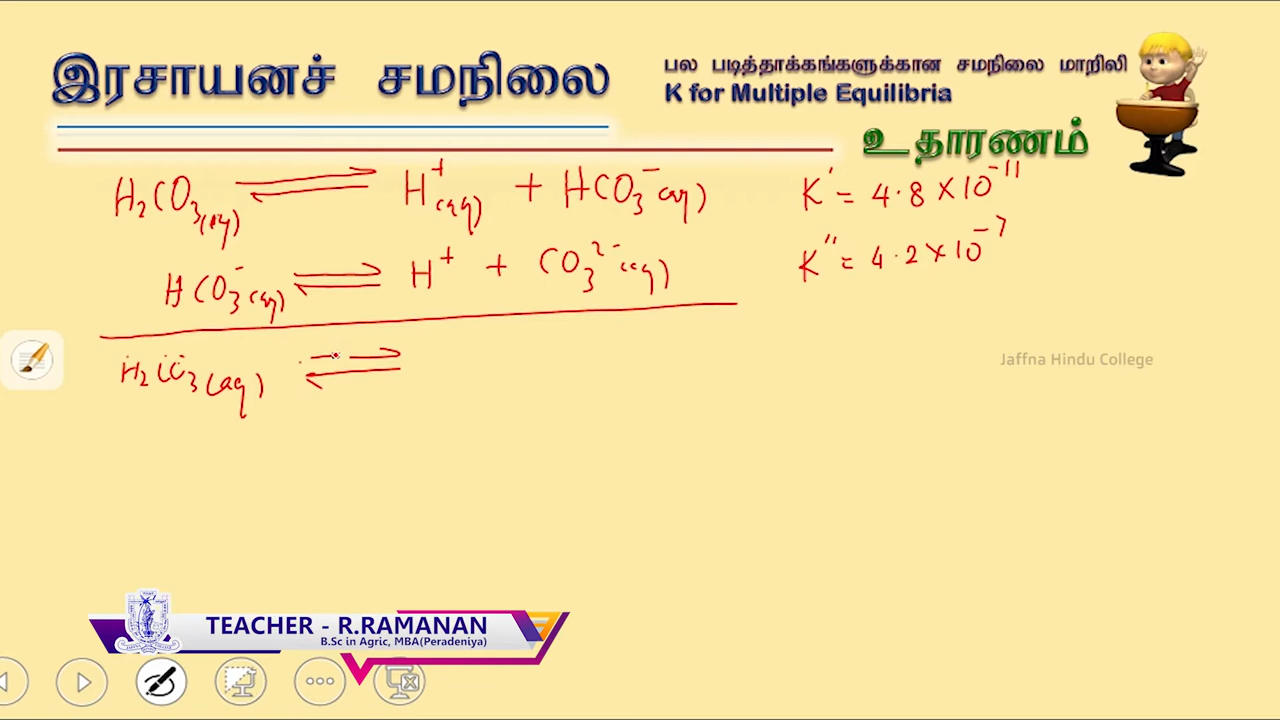 இரசாயனச் சமநிலை
பல படித்தாக்கங்களுக்கான சமநிலை மாறிலி
K for Multiple Equilibria
உதாரணம்
H₂CO₃(aq) ⇌ H⁺(aq) + HCO₃⁻(aq) K' = 4.8 × 10⁻¹¹
HCO₃⁻(aq) ⇌ H⁺ + CO₃²⁻(aq) K'' = 4.2 × 10⁻⁷
H₂CO₃(aq) ⇌
Jaffna Hindu College
TEACHER - R.RAMANAN
B.Sc in Agric, MBA(Peradeniya)